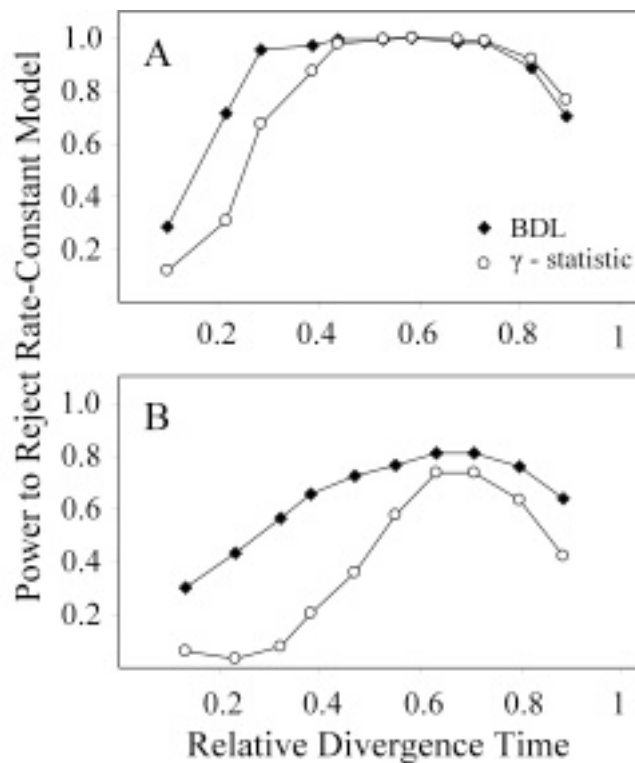 Power to Reject Rate-Constant Model
A
1.0
0.8
0.6
0.4
0.2
BDL
γ - statistic
0.2 0.4 0.6 0.8 1
B
1.0
0.8
0.6
0.4
0.2
0.2 0.4 0.6 0.8 1
Relative Divergence Time